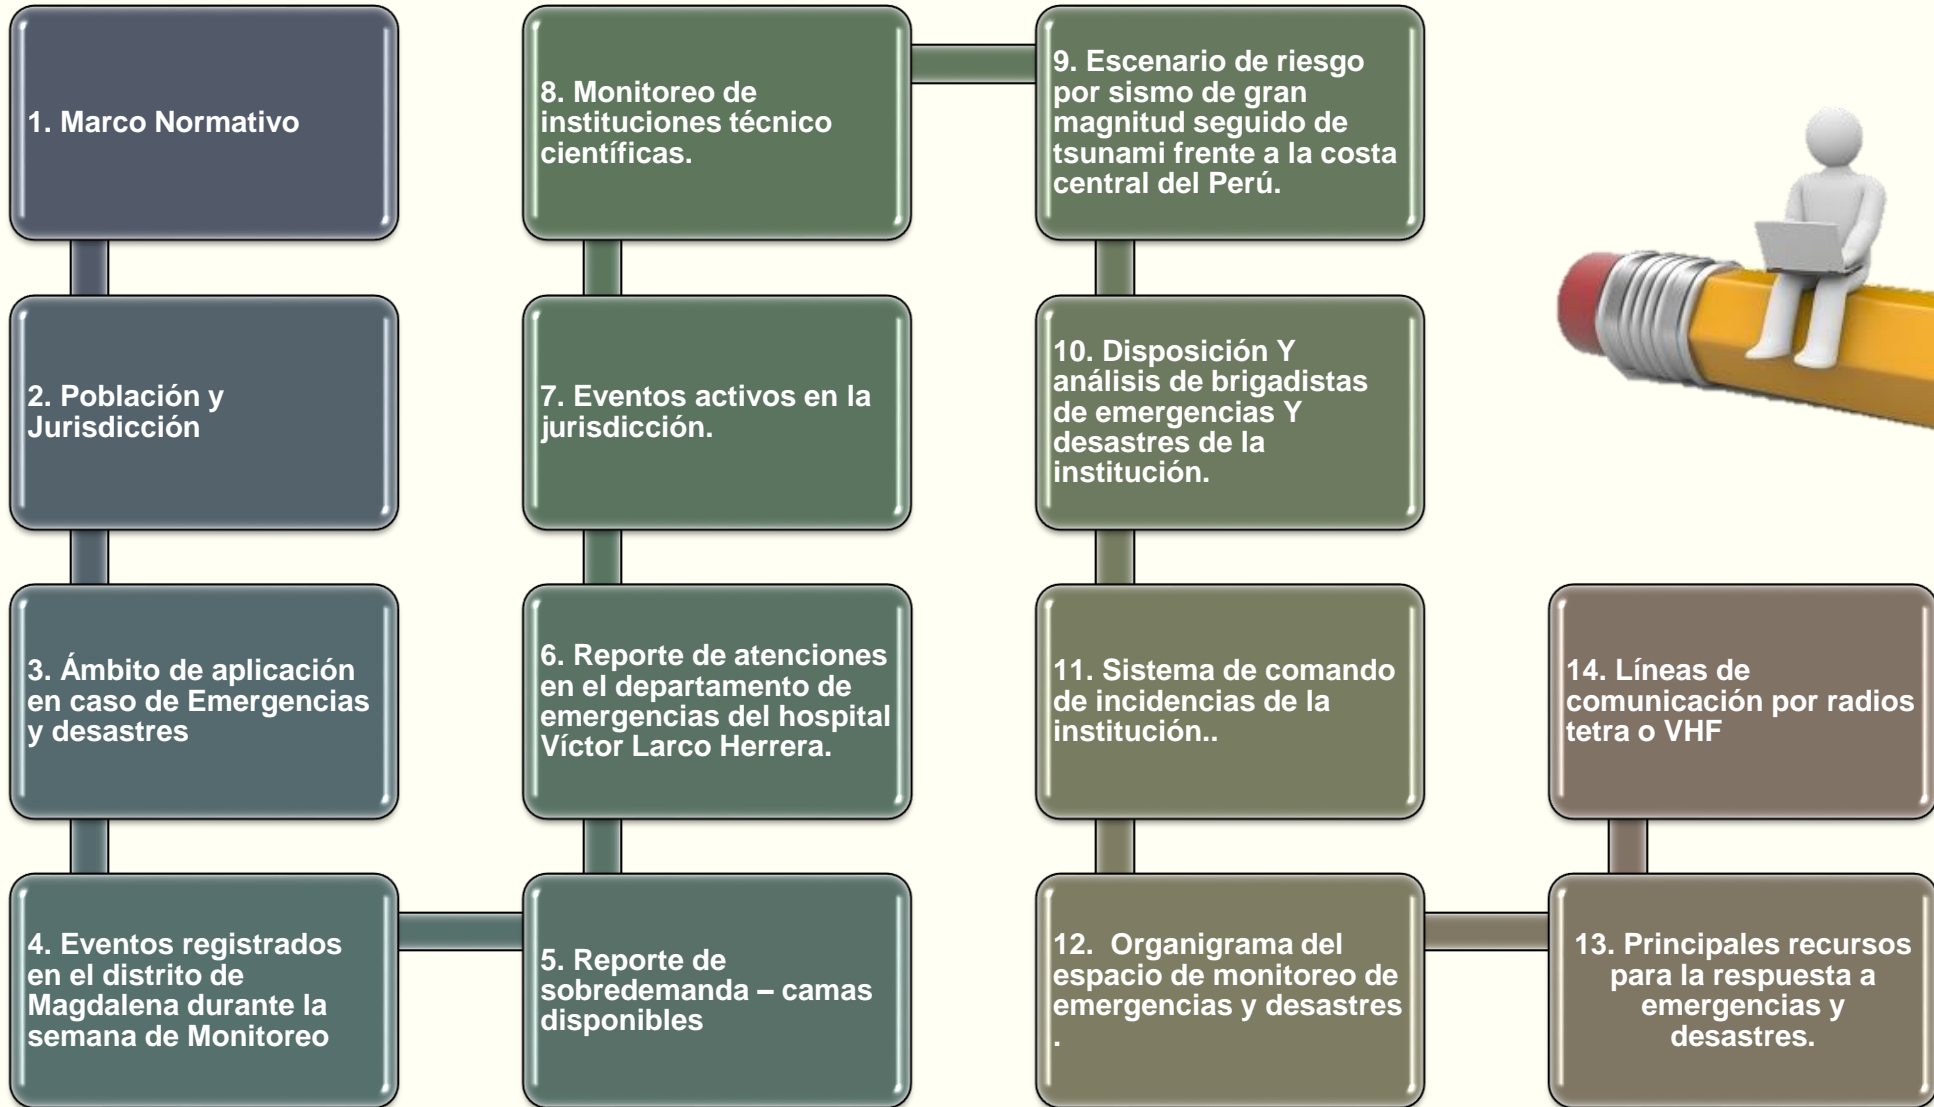 1. Marco Normativo
2. Población y
Jurisdicción
3. Ámbito de aplicación
en caso de Emergencias
y desastres
4. Eventos registrados
en el distrito de
Magdalena durante la
semana de Monitoreo
5. Reporte de
sobredemanda – camas
disponibles
6. Reporte de atenciones
en el departamento de
emergencias del hospital
Víctor Larco Herrera.
7. Eventos activos en la
jurisdicción.
8. Monitoreo de
instituciones técnico
científicas.
9. Escenario de riesgo
por sismo de gran
magnitud seguido de
tsunami frente a la costa
central del Perú.
10. Disposición Y
análisis de brigadistas
de emergencias Y
desastres de la
institución.
11. Sistema de comando
de incidencias de la
institución..
12.  Organigrama del
espacio de monitoreo de
emergencias y desastres
.
13. Principales recursos
para la respuesta a
emergencias y
desastres.
14. Líneas de
comunicación por radios
tetra o VHF